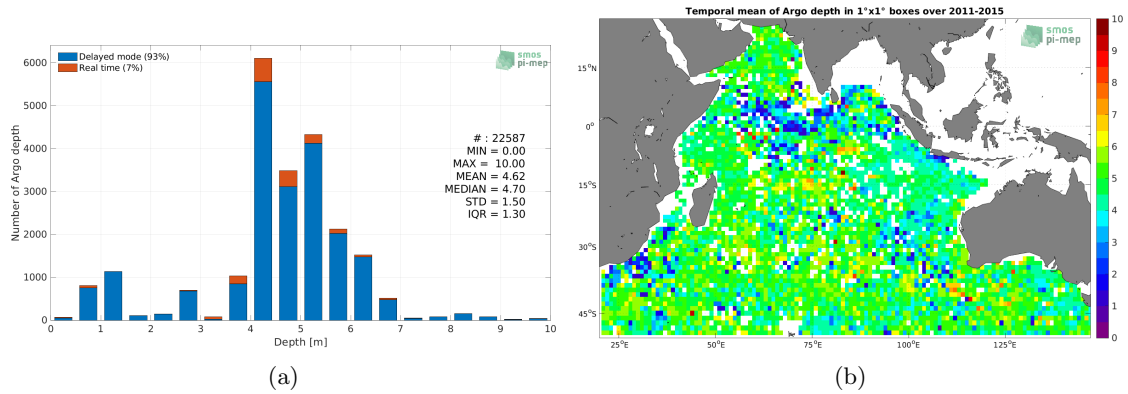 Delayed mode (93%)
Real time (7%)
smos
pi-mep
# : 22587
MIN = 0.00
MAX = 10.00
MEAN = 4.62
MEDIAN = 4.70
STD = 1.50
IQR = 1.30
Number of Argo depth
6000
5000
4000
3000
2000
1000
0
0 1 2 3 4 5 6 7 8 9 10
Depth [m]
(a)
Temporal mean of Argo depth in 1°x1° boxes over 2011-2015
smos
pi-mep
15°N
0°
15°S
30°S
45°S
25°E 50°E 75°E 100°E 125°E
10
9
8
7
6
5
4
3
2
1
0
(b)